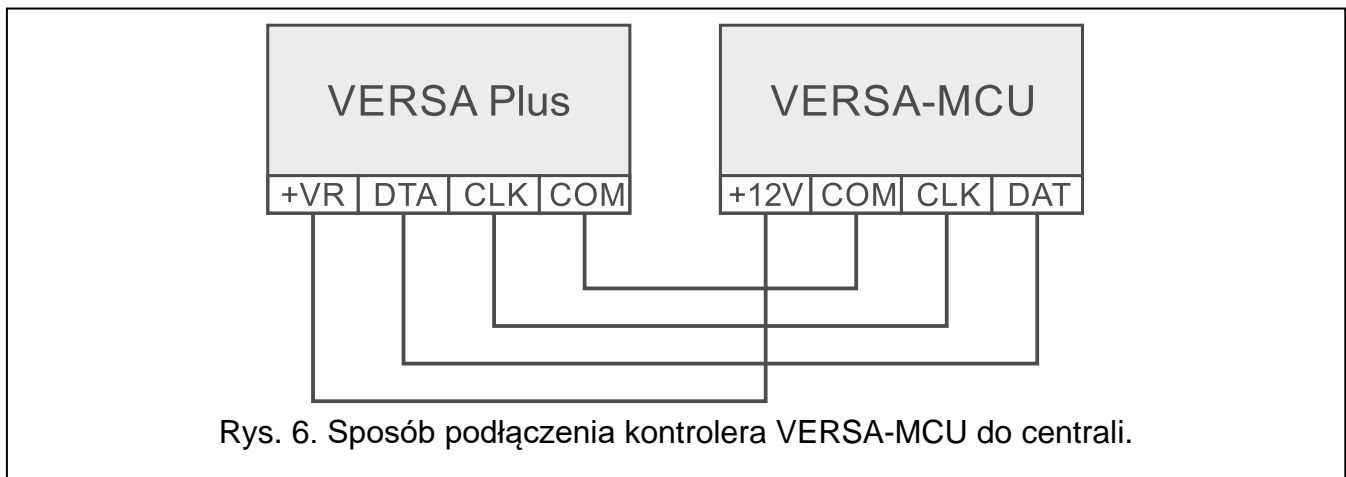 VERSA Plus
+VR DTA CLK COM
VERSA-MCU
+12V COM CLK DAT
Rys. 6. Sposób podłączenia kontrolera VERSA-MCU do centrali.